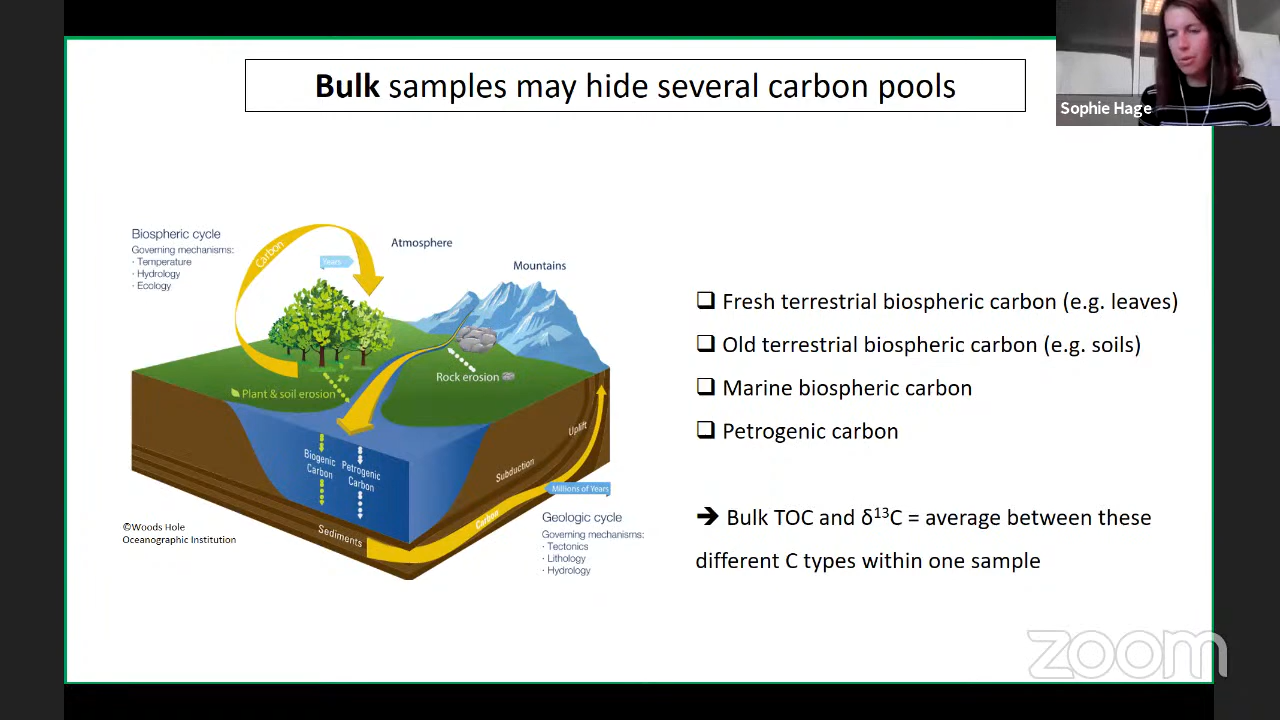 Bulk samples may hide several carbon pools
Sophie Hage
Biospheric cycle
Governing mechanisms:
· Temperature
· Hydrology
· Ecology
Carbon
Years
Atmosphere
Mountains
Rock erosion
Plant & soil erosion
Biogenic
Carbon
Petrogenic
Carbon
Subduction
Uplift
Millions of Years
Carbon
Sediments
Geologic cycle
Governing mechanisms:
· Tectonics
· Lithology
· Hydrology
©Woods Hole
Oceanographic Institution
❑ Fresh terrestrial biospheric carbon (e.g. leaves)
❑ Old terrestrial biospheric carbon (e.g. soils)
❑ Marine biospheric carbon
❑ Petrogenic carbon
➔ Bulk TOC and δ¹³C = average between these
different C types within one sample
zoom